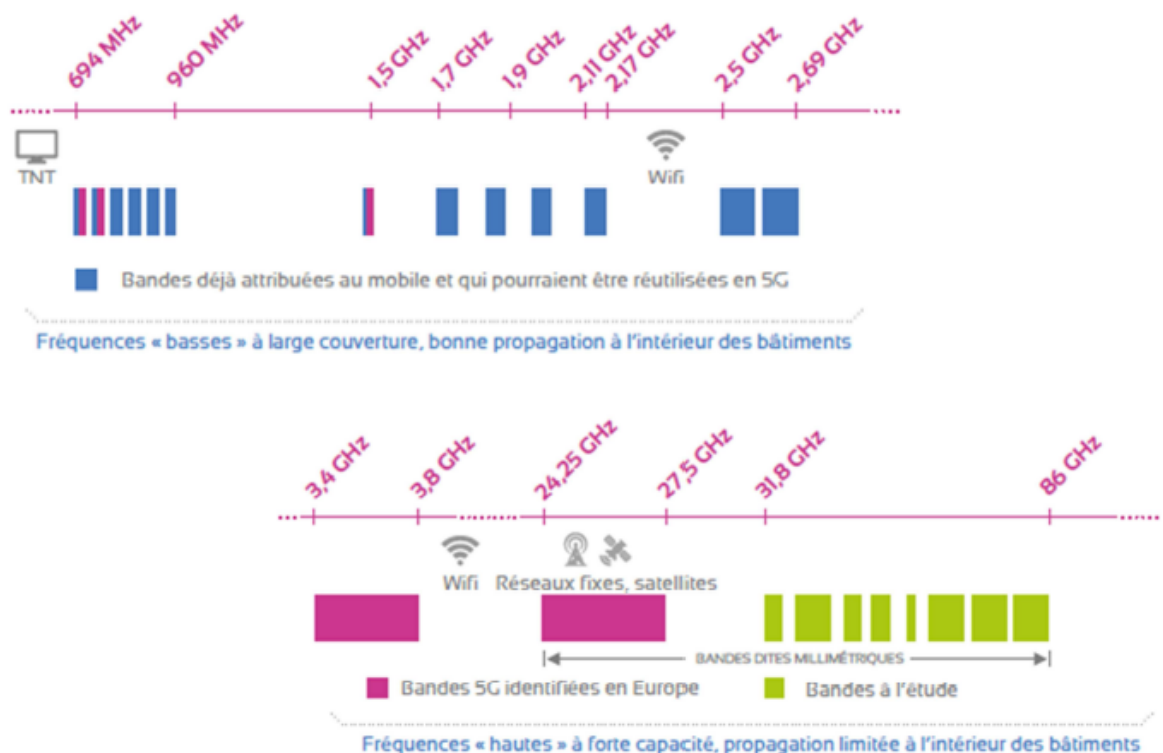 694 MHz
960 MHz
1,5 GHz
1,7 GHz
1,9 GHz
2,11 GHz
2,17 GHz
2,5 GHz
2,69 GHz
TNT
Wifi
Bandes déjà attribuées au mobile et qui pourraient être réutilisées en 5G
Fréquences « basses » à large couverture, bonne propagation à l'intérieur des bâtiments
3,4 GHz
3,8 GHz
24,25 GHz
27,5 GHz
31,8 GHz
86 GHz
Wifi
Réseaux fixes, satellites
BANDES DITES MILLIMÉTRIQUES
Bandes 5G identifiées en Europe
Bandes à l'étude
Fréquences « hautes » à forte capacité, propagation limitée à l'intérieur des bâtiments